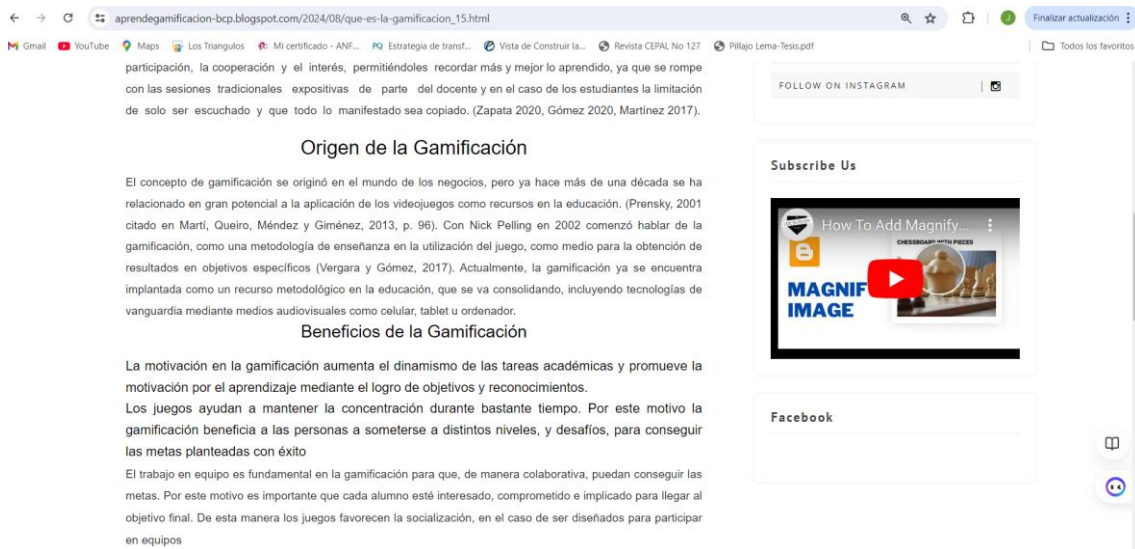 aprendegamificacion-bcp.blogspot.com/2024/08/que-es-la-gamificacion_15.html
Finalizar actualización
Gmail
YouTube
Maps
Los Triangulos
Mi certificado - ANF...
PQ Estrategia de transf...
Vista de Construir la...
Revista CEPAL No 127
Pillajo Lema-Tesis.pdf
Todos los favoritos
participación, la cooperación y el interés, permitiéndoles recordar más y mejor lo aprendido, ya que se rompe
con las sesiones tradicionales expositivas de parte del docente y en el caso de los estudiantes la limitación
de solo ser escuchado y que todo lo manifestado sea copiado. (Zapata 2020, Gómez 2020, Martínez 2017).
Origen de la Gamificación
El concepto de gamificación se originó en el mundo de los negocios, pero ya hace más de una década se ha
relacionado en gran potencial a la aplicación de los videojuegos como recursos en la educación. (Prensky, 2001
citado en Martí, Queiro, Méndez y Giménez, 2013, p. 96). Con Nick Pelling en 2002 comenzó hablar de la
gamificación, como una metodología de enseñanza en la utilización del juego, como medio para la obtención de
resultados en objetivos específicos (Vergara y Gómez, 2017). Actualmente, la gamificación ya se encuentra
implantada como un recurso metodológico en la educación, que se va consolidando, incluyendo tecnologías de
vanguardia mediante medios audiovisuales como celular, tablet u ordenador.
Beneficios de la Gamificación
La motivación en la gamificación aumenta el dinamismo de las tareas académicas y promueve la
motivación por el aprendizaje mediante el logro de objetivos y reconocimientos.
Los juegos ayudan a mantener la concentración durante bastante tiempo. Por este motivo la
gamificación beneficia a las personas a someterse a distintos niveles, y desafíos, para conseguir
las metas planteadas con éxito
El trabajo en equipo es fundamental en la gamificación para que, de manera colaborativa, puedan conseguir las
metas. Por este motivo es importante que cada alumno esté interesado, comprometido e implicado para llegar al
objetivo final. De esta manera los juegos favorecen la socialización, en el caso de ser diseñados para participar
en equipos
FOLLOW ON INSTAGRAM
Subscribe Us
How To Add Magnify...
CHESSBOARD WITH PIECES
MAGNIF
IMAGE
Facebook